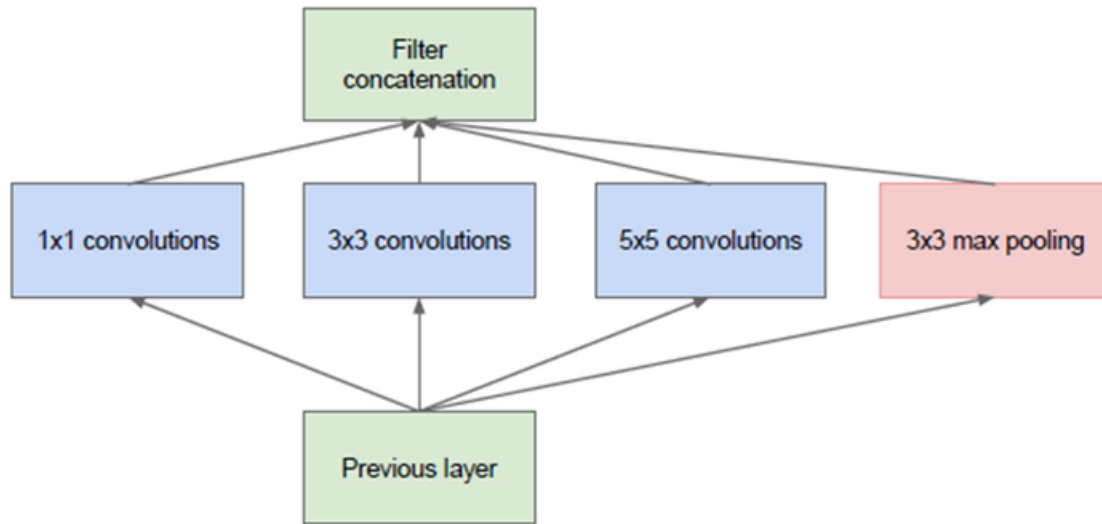 Filter
concatenation
1x1 convolutions
3x3 convolutions
5x5 convolutions
3x3 max pooling
Previous layer